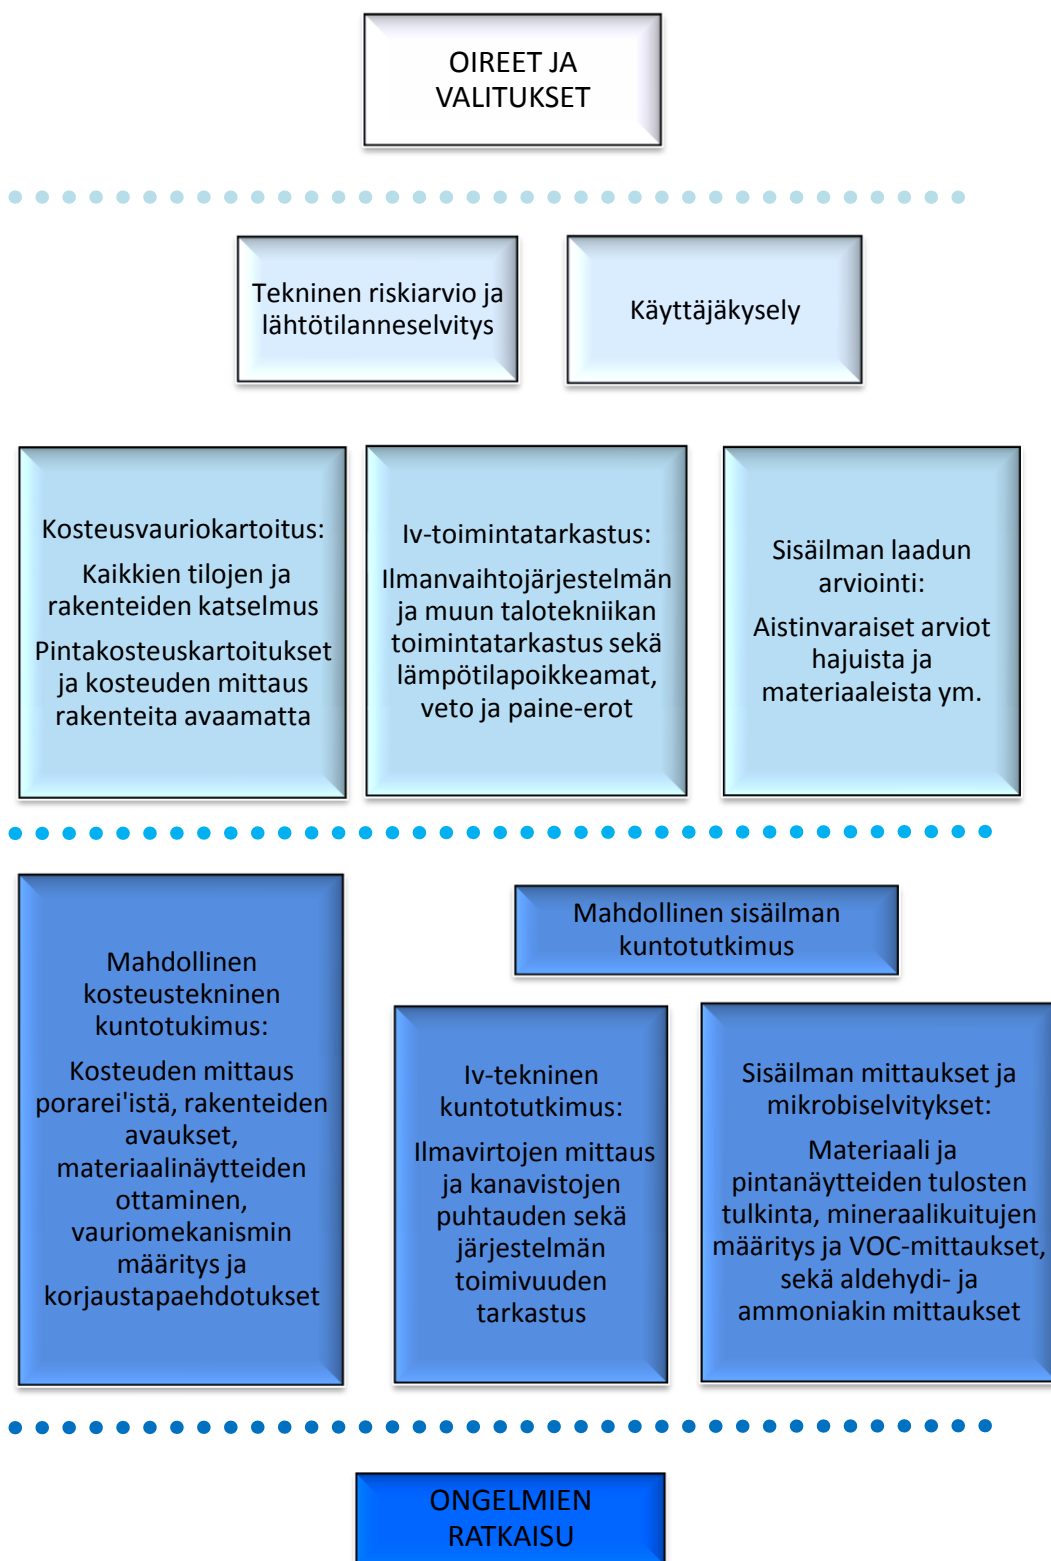 OIREET JA
VALITUKSET
Tekninen riskiarvio ja
lähtötilanneselvitys
Käyttäjäkysely
Kosteusvauriokartoitus:
Kaikkien tilojen ja
rakenteiden katselmus
Pintakosteuskartoitukset
ja kosteuden mittaus
rakenteita avaamatta
Iv-toimintatarkastus:
Ilmanvaihtojärjestelmän
ja muun talotekniikan
toimintatarkastus sekä
lämpötilapoikkeamat,
veto ja paine-erot
Sisäilman laadun
arviointi:
Aistinvaraiset arviot
hajuista ja
materiaaleista ym.
Mahdollinen
kosteustekninen
kuntotukimus:
Kosteuden mittaus
porarei'istä, rakenteiden
avaukset,
materiaalinäytteiden
ottaminen,
vauriomekanismin
määritys ja
korjaustapaehdotukset
Mahdollinen sisäilman
kuntotutkimus
Iv-tekninen
kuntotutkimus:
Ilmavirtojen mittaus
ja kanavistojen
puhtauden sekä
järjestelmän
toimivuuden
tarkastus
Sisäilman mittaukset ja
mikrobiselvitykset:
Materiaali ja
pintanäytteiden tulosten
tulkinta, mineraalikuitujen
määritys ja VOC-mittaukset,
sekä aldehydi- ja
ammoniakin mittaukset
ONGELMIEN
RATKAISU